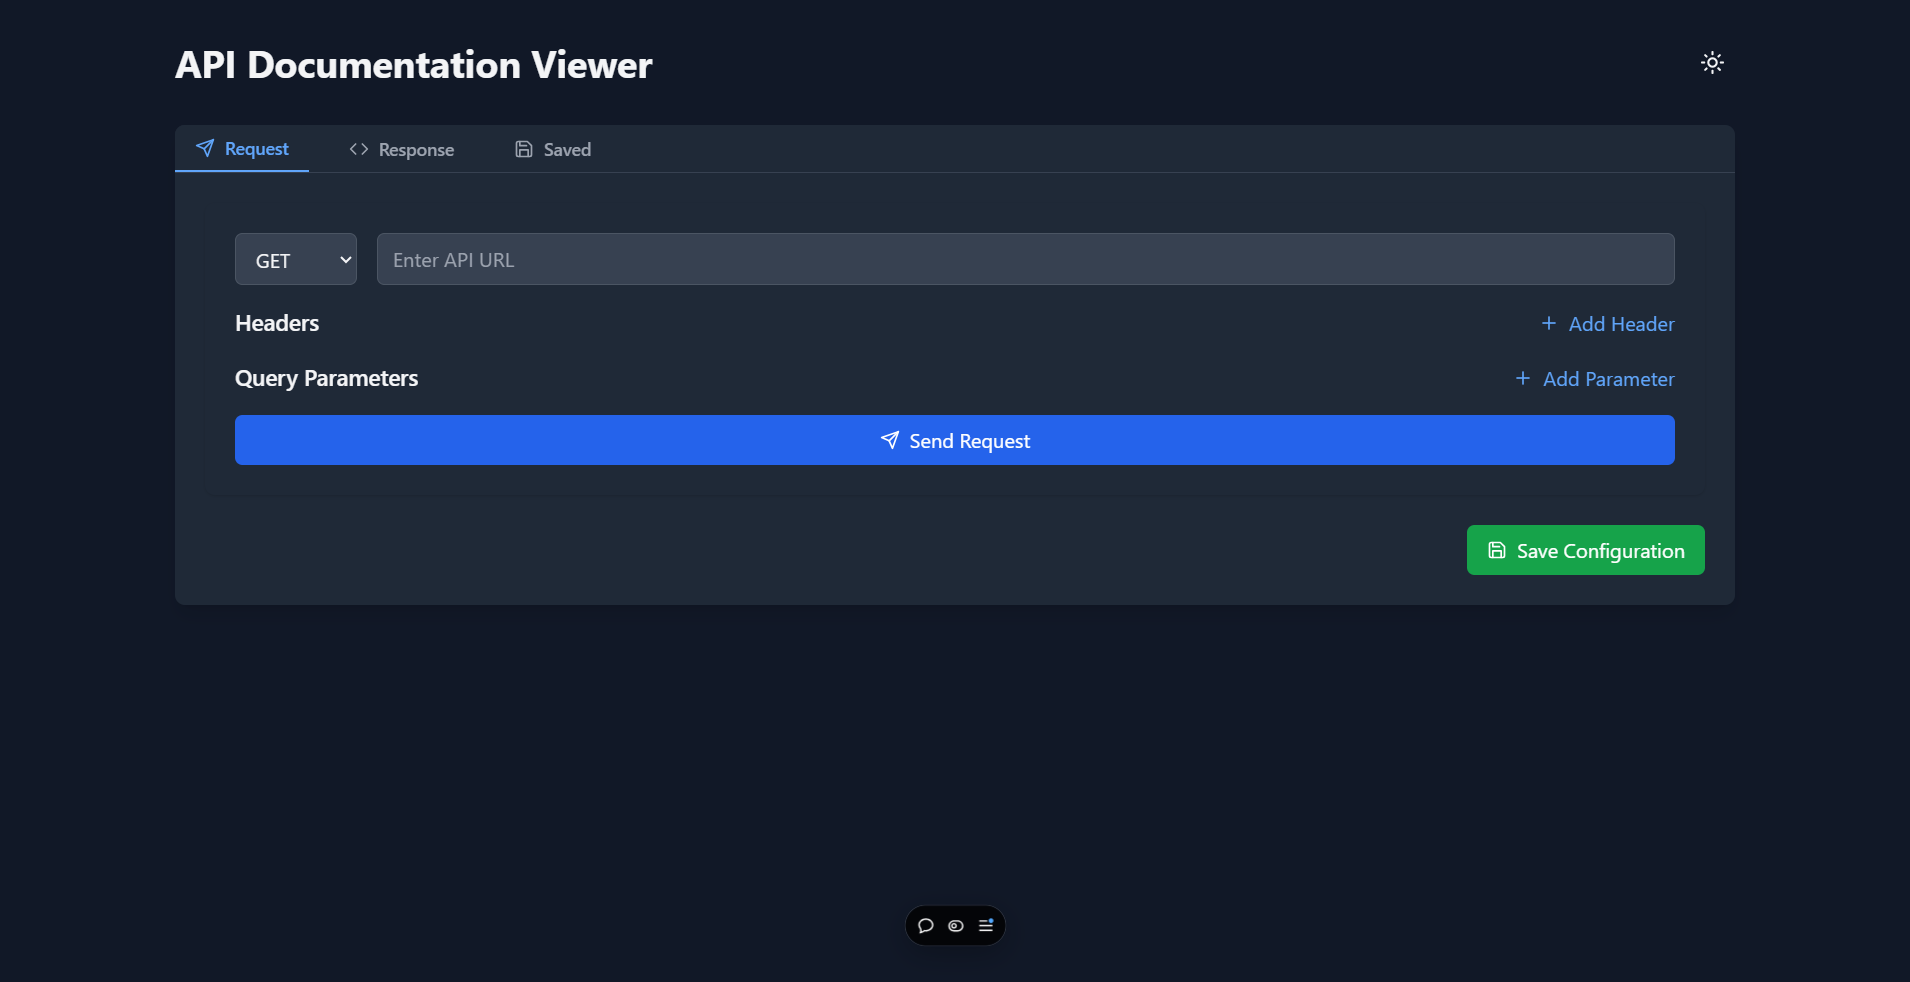 API Documentation Viewer
Request
Response
Saved
GET
Enter API URL
Headers
Add Header
Query Parameters
Add Parameter
Send Request
Save Configuration